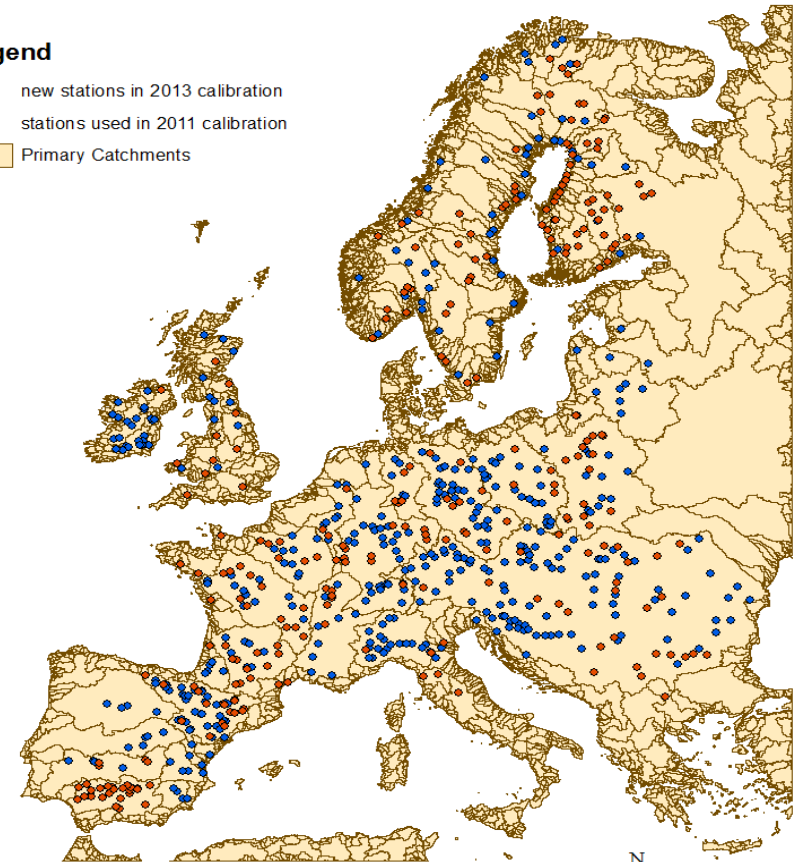 gend
new stations in 2013 calibration
stations used in 2011 calibration
Primary Catchments
N